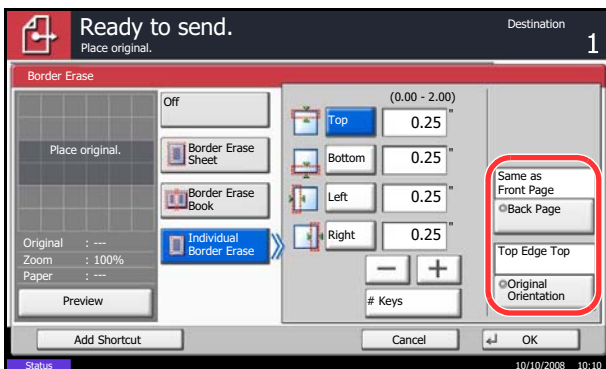 Ready to send.
Destination
Place original.
1
Border Erase
Place original.
Original : ---
Zoom : 100%
Paper : ---
Preview
Off
Border Erase
Sheet
Border Erase
Book
Individual
Border Erase
(0.00 - 2.00)
Top 0.25 "
Bottom 0.25 "
Left 0.25 "
Right 0.25 "
− +
# Keys
Same as
Front Page
Back Page
Top Edge Top
Original
Orientation
Add Shortcut
Cancel
OK
Status
10/10/2008 10:10